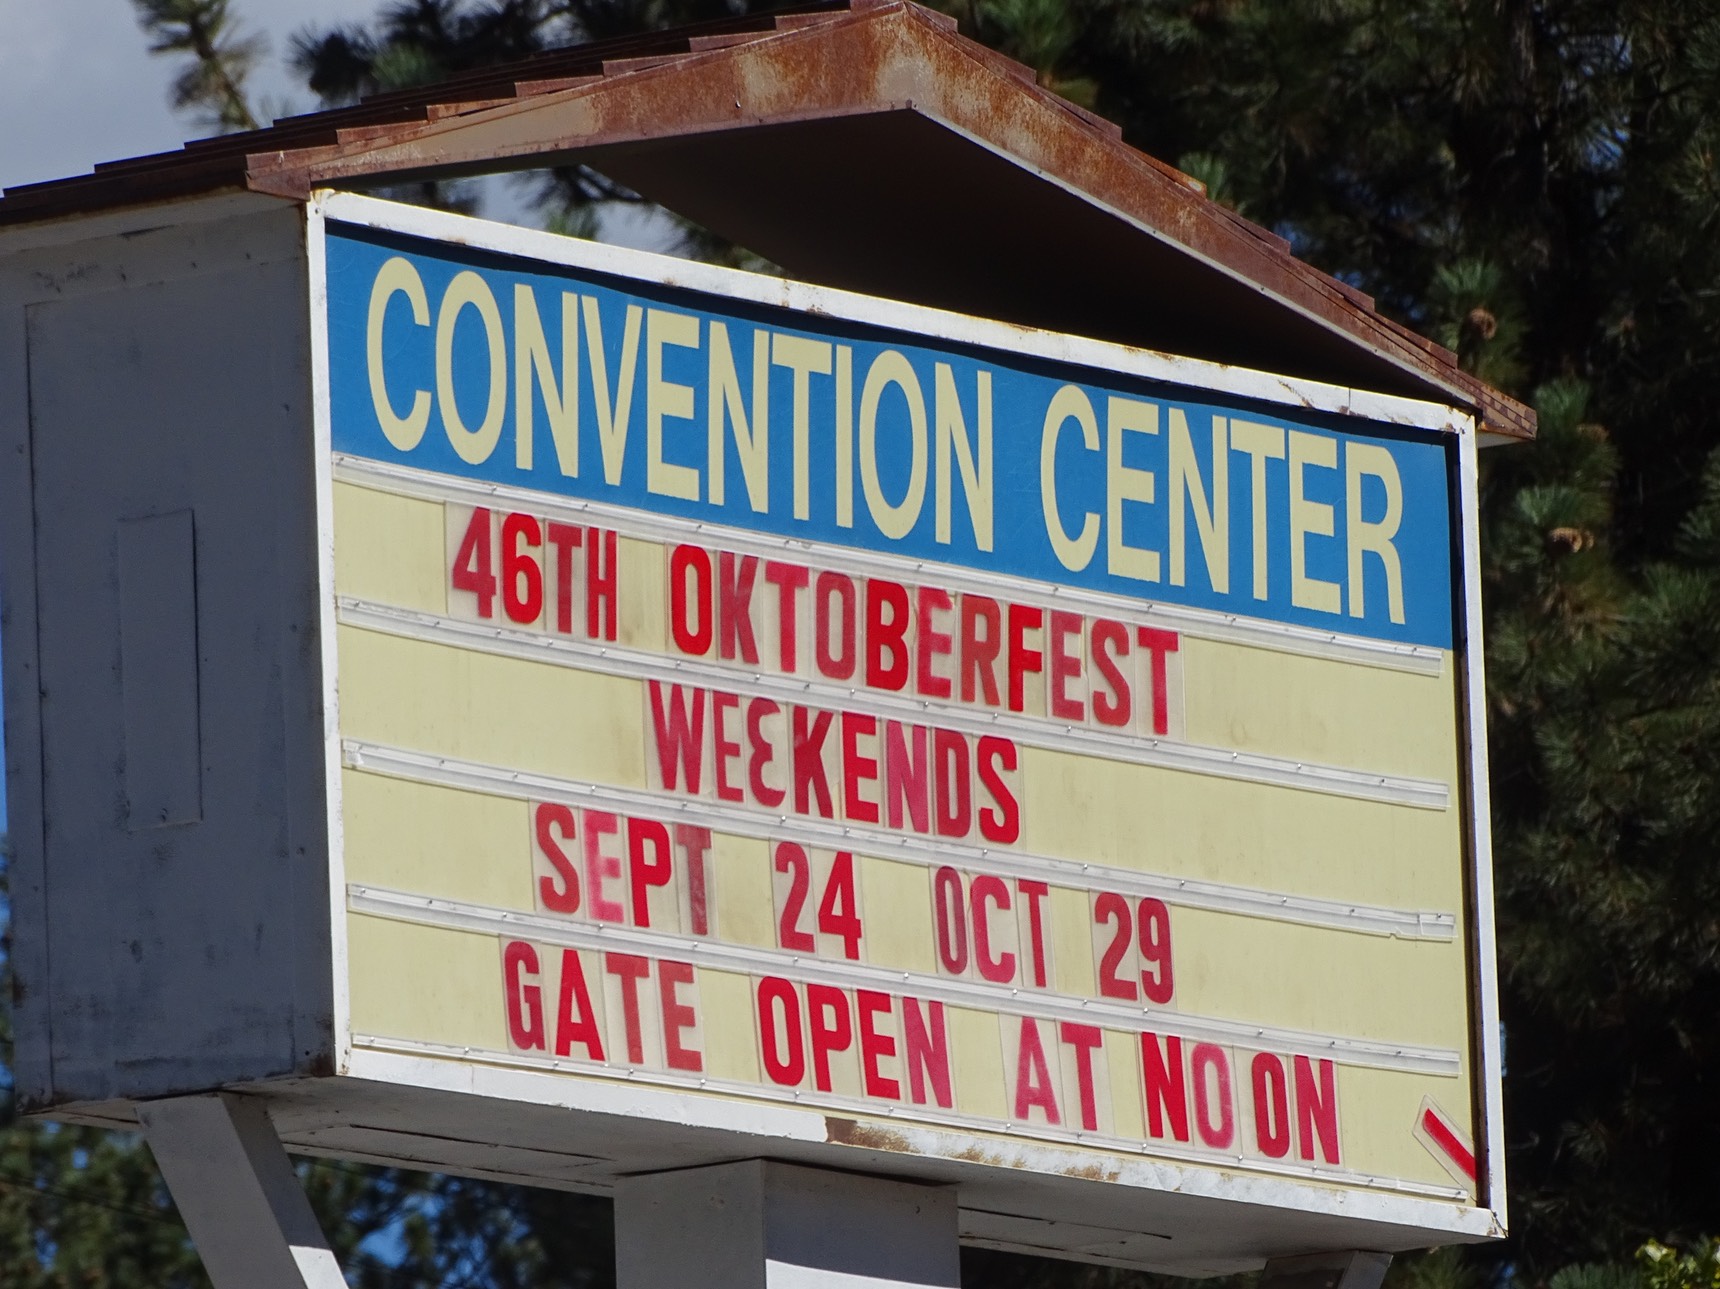 CONVENTION CENTER
46TH OKTOBERFEST
WEEKENDS
SEPT 24 OCT 29
GATE OPEN AT NOON